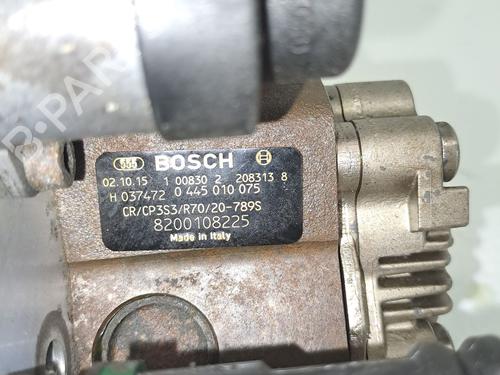 BOSCH
02.10.15 1 00830 2 208313 8
H 037472 0 445 010 075
CR/CP3S3/R70/20-789S
8200108225
Made in Italy
B-PAR